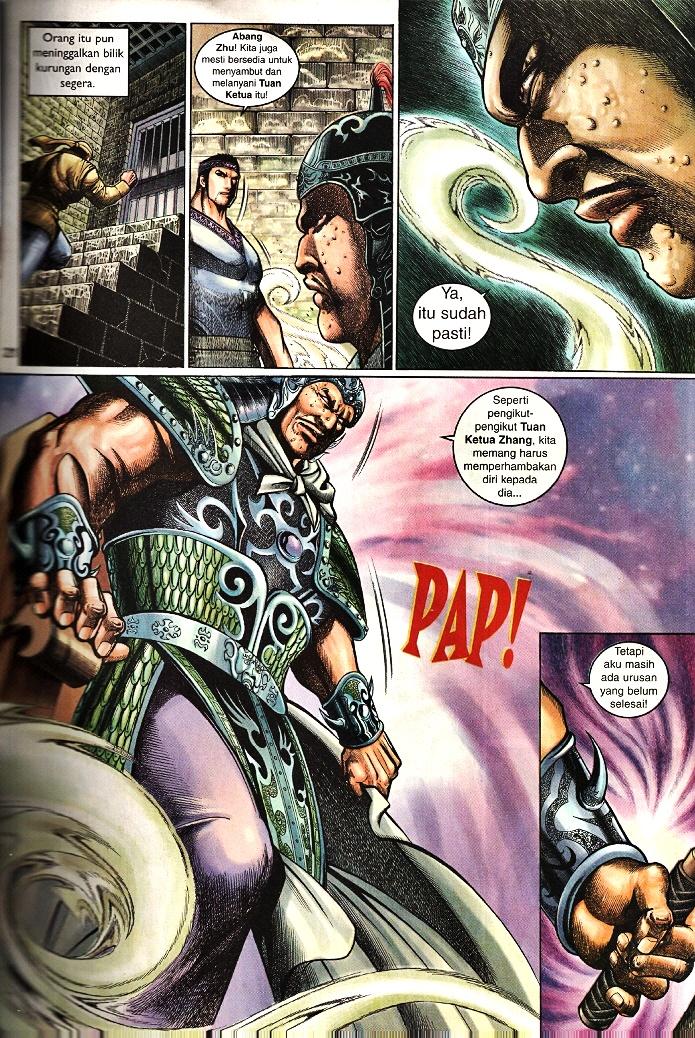 Orang itu pun
meninggalkan bilik
kurungan dengan
segera.
Abang
Zhu! Kita juga
mesti bersedia untuk
menyambut dan
melanyani Tuan
Ketua itu!
Ya,
itu sudah
pasti!
Seperti
pengikut-
pengikut Tuan
Ketua Zhang, kita
memang harus
memperhambakan
diri kepada
dia...
PAP!
Tetapi
aku masih
ada urusan
yang belum
selesai!